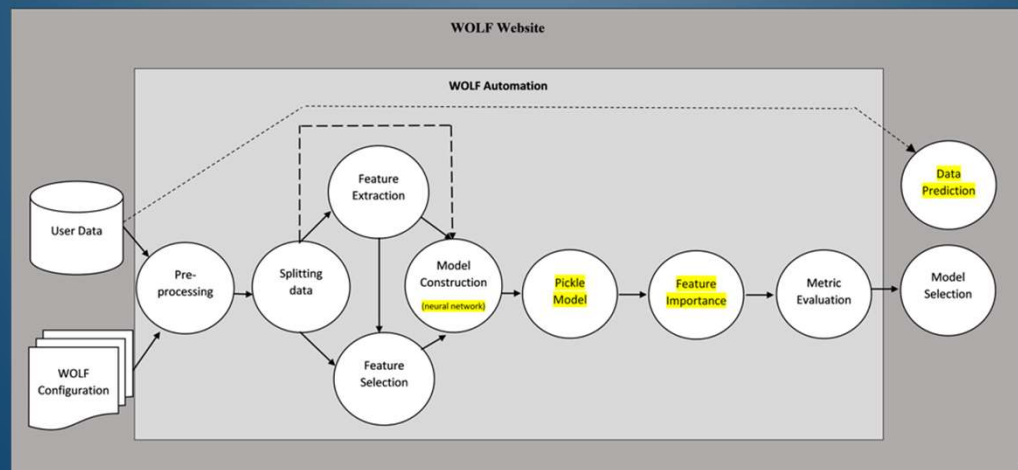 WOLF Website
WOLF Automation
User Data
WOLF
Configuration
Pre-
processing
Splitting
data
Feature
Extraction
Feature
Selection
Model
Construction
(neural network)
Pickle
Model
Feature
Importance
Metric
Evaluation
Data
Prediction
Model
Selection